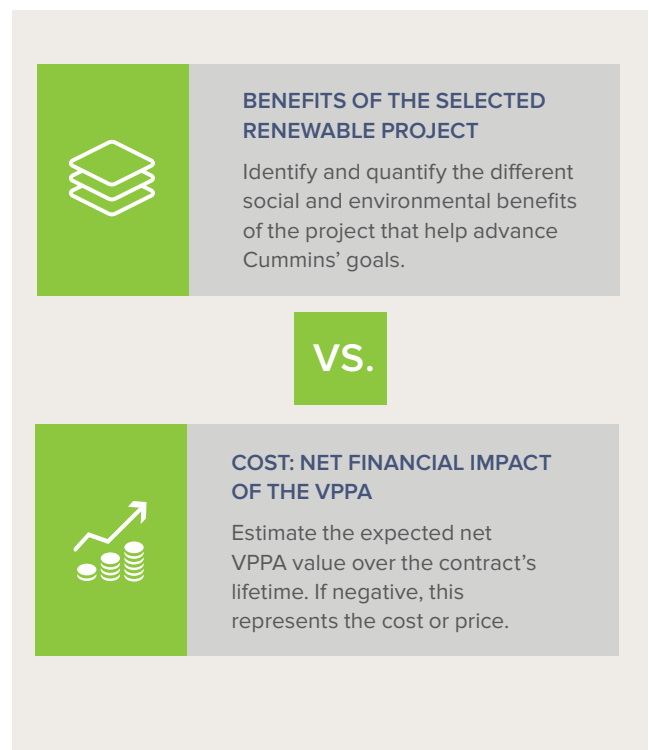 BENEFITS OF THE SELECTED
RENEWABLE PROJECT
Identify and quantify the different
social and environmental benefits
of the project that help advance
Cummins’ goals.
VS.
COST: NET FINANCIAL IMPACT
OF THE VPPA
Estimate the expected net
VPPA value over the contract’s
lifetime. If negative, this
represents the cost or price.